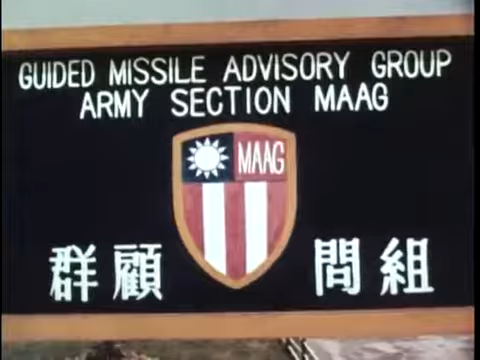 GUIDED MISSILE ADVISORY GROUP
ARMY SECTION MAAG
MAAG
群顧 問組